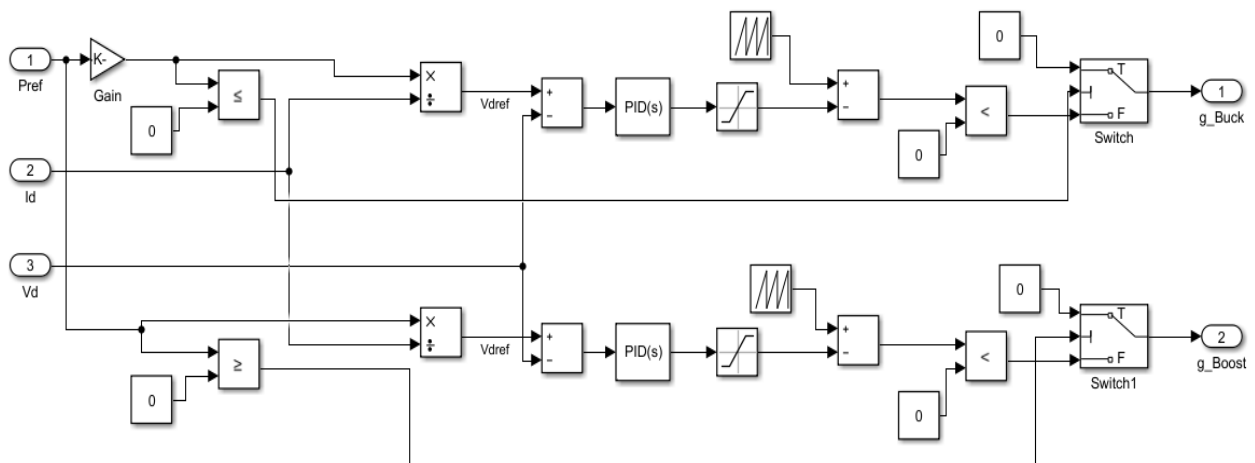 0
0
1
K-
T
Pref
+
1
Gain
≤
×
÷
Vdref
+
−
PID(s)
−
<
F
g_Buck
0
0
Switch
2
Id
3
Vd
0
×
÷
Vdref
+
−
PID(s)
+
−
<
T
F
2
g_Boost
≥
0
0
Switch1